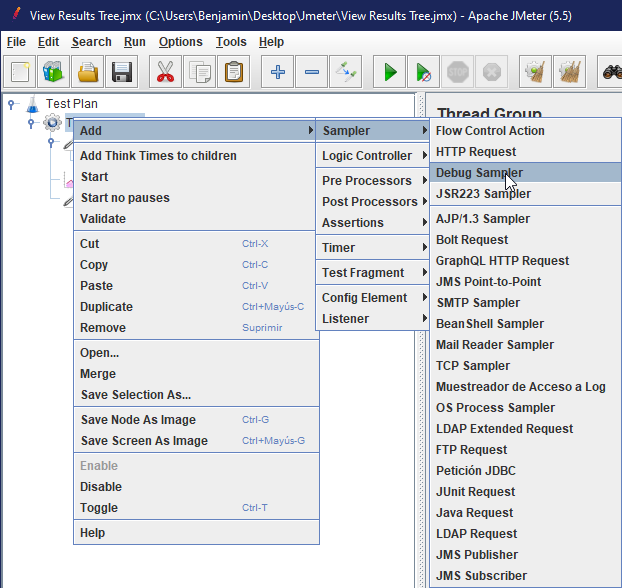 View Results Tree.jmx (C:\Users\Benjamin\Desktop\Jmeter\View Results Tree.jmx) - Apache JMeter (5.5)
File Edit Search Run Options Tools Help
STOP
Test Plan
Thread Group
Add
Add Think Times to children
Start
Start no pauses
Validate
Cut Ctrl-X
Copy Ctrl-C
Paste Ctrl-V
Duplicate Ctrl+Mayús-C
Remove Suprimir
Open...
Merge
Save Selection As...
Save Node As Image Ctrl-G
Save Screen As Image Ctrl+Mayús-G
Enable
Disable
Toggle Ctrl-T
Help
Sampler
Logic Controller
Pre Processors
Post Processors
Assertions
Timer
Test Fragment
Config Element
Listener
Flow Control Action
HTTP Request
Debug Sampler
JSR223 Sampler
AJP/1.3 Sampler
Bolt Request
GraphQL HTTP Request
JMS Point-to-Point
SMTP Sampler
BeanShell Sampler
Mail Reader Sampler
TCP Sampler
Muestreador de Acceso a Log
OS Process Sampler
LDAP Extended Request
FTP Request
Petición JDBC
JUnit Request
Java Request
LDAP Request
JMS Publisher
JMS Subscriber